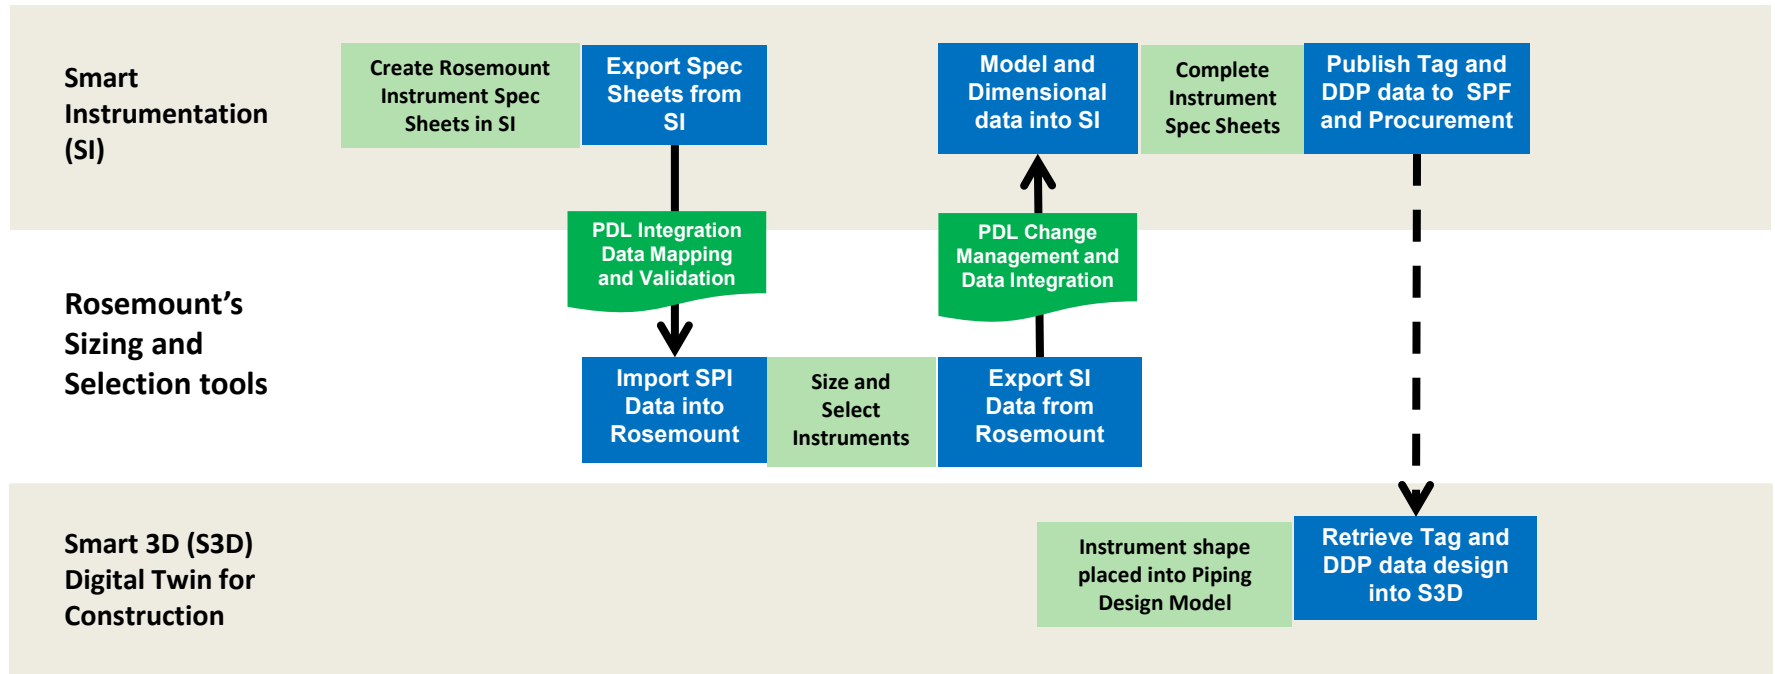 Smart
Instrumentation
(SI)
Create Rosemount
Instrument Spec
Sheets in SI
Export Spec
Sheets from
SI
Model and
Dimensional
data into SI
Complete
Instrument
Spec Sheets
Publish Tag and
DDP data to SPF
and Procurement
PDL Integration
Data Mapping
and Validation
PDL Change
Management and
Data Integration
Rosemount’s
Sizing and
Selection tools
Import SPI
Data into
Rosemount
Size and
Select
Instruments
Export SI
Data from
Rosemount
Smart 3D (S3D)
Digital Twin for
Construction
Instrument shape
placed into Piping
Design Model
Retrieve Tag and
DDP data design
into S3D